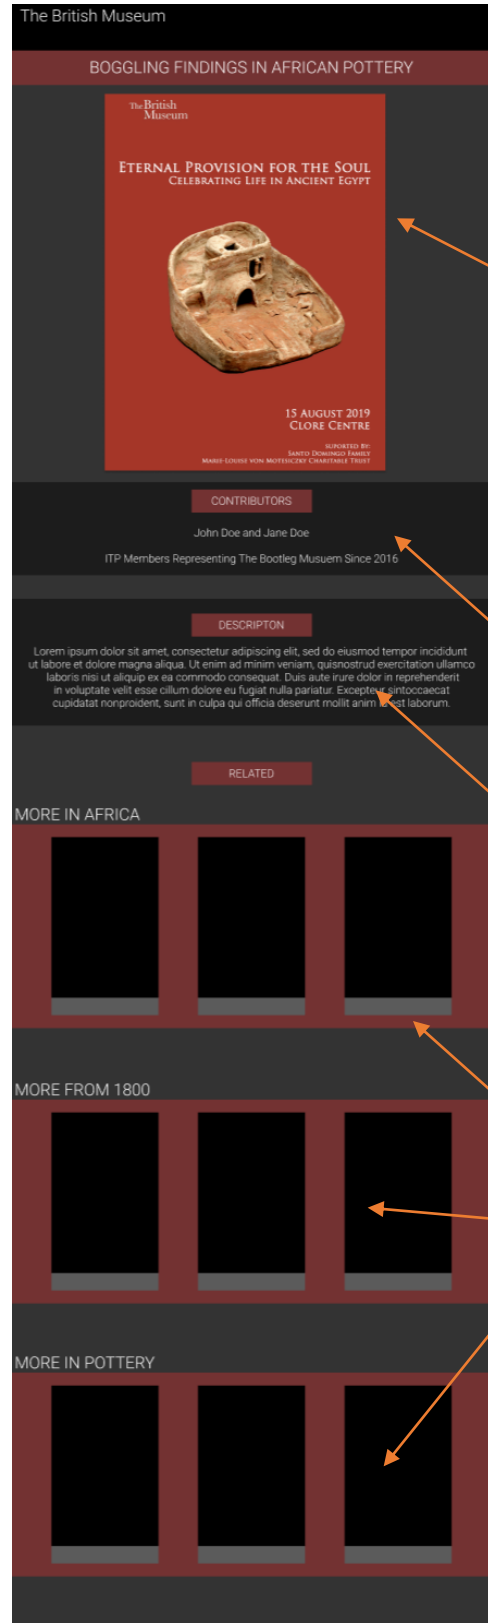 The British Museum
BOGGLING FINDINGS IN AFRICAN POTTERY
The British
Museum
ETERNAL PROVISION FOR THE SOUL
CELEBRATING LIFE IN ANCIENT EGYPT
15 AUGUST 2019
CLORE CENTRE
SUPORTED BY:
SANTO DOMINGO FAMILY
MARIE-LOUISE VON MOTESICZKY CHARITABLE TRUST
CONTRIBUTORS
John Doe and Jane Doe
ITP Members Representing The Bootleg Musuem Since 2016
DESCRIPTON
Lorem ipsum dolor sit amet, consectetur adipiscing elit, sed do eiusmod tempor incididunt
ut labore et dolore magna aliqua. Ut enim ad minim veniam, quisnostrud exercitation ullamco
laboris nisi ut aliquip ex ea commodo consequat. Duis aute irure dolor in reprehenderit
in voluptate velit esse cillum dolore eu fugiat nulla pariatur. Excepteur sintoccaecat
cupidatat nonproident, sunt in culpa qui officia deserunt mollit anim id est laborum.
RELATED
MORE IN AFRICA
MORE FROM 1800
MORE IN POTTERY